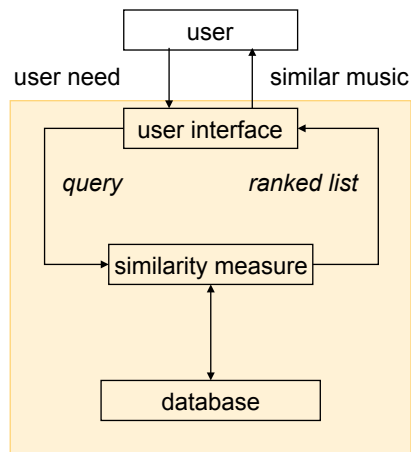 user
user need
similar music
user interface
query
ranked list
similarity measure
database